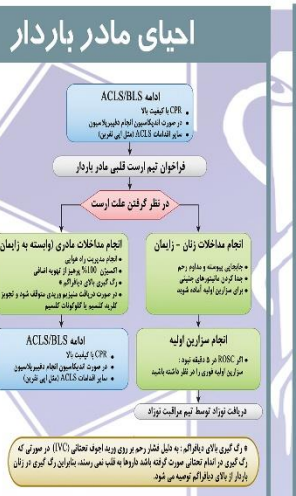 احیای مادر باردار
ادامه ACLS/BLS
• CPR با کیفیت بالا
• در صورت اندیکاسیون انجام دفیبریلاسیون
• سایر اقدامات ACLS (مثل اپی نفرین)
فراخوان تیم ارست قلبی مادر باردار
در نظر گرفتن علت ارست
انجام مداخلات زنان - زایمان
• جابجایی پیوسته و مداوم رحم
• جدا کردن مانیتورهای جنینی
• برای سزارین اولیه آماده شوید
انجام مداخلات مادری (وابسته به زایمان
• انجام مدیریت راه هوایی
• اکسیژن 100% پرهیز از تهویه اضافی
• رگ گیری بالای دیافراگم *
• در صورت دریافت منیزیم وریدی متوقف شود و تجویز
کلرید کلسیم یا گلوکونات کلسیم
انجام سزارین اولیه
• اگر ROSC در 5 دقیقه نبود :
سزارین اولیه فوری را در نظر داشته باشید
ادامه ACLS/BLS
• CPR با کیفیت بالا
• در صورت اندیکاسیون انجام دفیبریلاسیون
• سایر اقدامات ACLS (مثل اپی نفرین)
دریافت نوزاد توسط تیم مراقبت نوزاد
* رگ گیری بالای دیافراگم : به دلیل فشار رحم بر روی ورید اجوف تحتانی (IVC) در صورتی که
رگ گیری در اندام تحتانی صورت گرفته باشد داروها به قلب نمی رسند، بنابراین رگ گیری در زنان
باردار از بالای دیافراگم توصیه می شود.